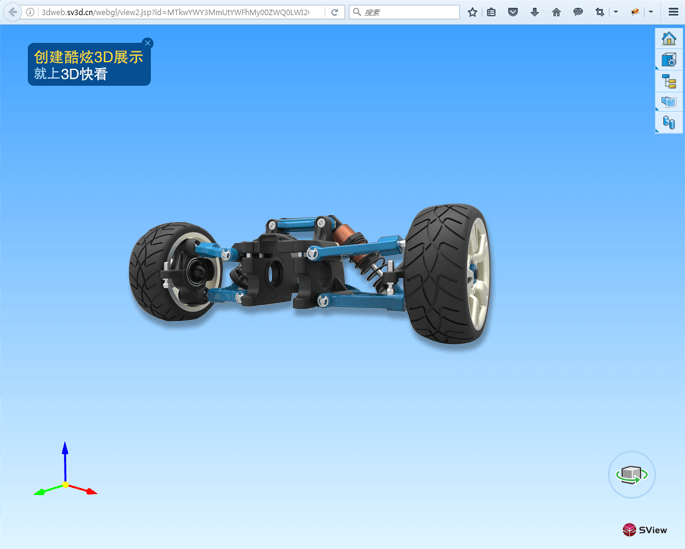 3dweb.sv3d.cn/webgl/view2.jsp?id=MTkwYWY3MmUtYWFhMy00ZWQ0LWI2
搜索
创建酷炫3D展示
就上3D快看
SView